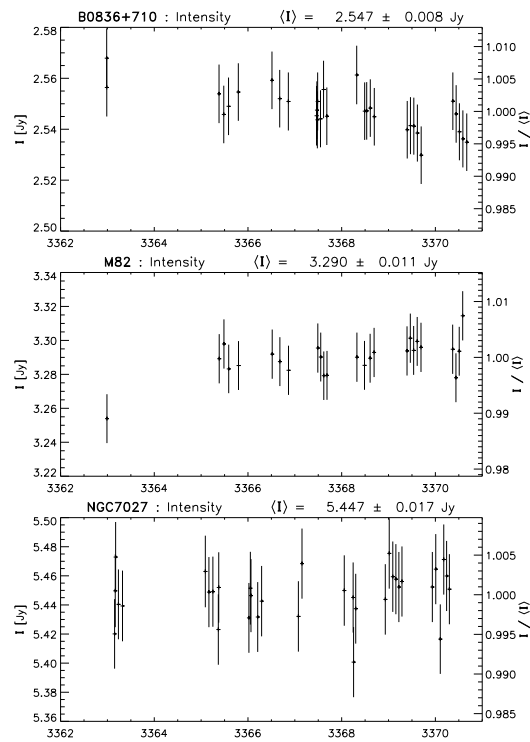 B0836+710 : Intensity ⟨I⟩ = 2.547 ± 0.008 Jy
2.58
2.56
2.54
2.52
2.50
I [Jy]
1.010
1.005
1.000
0.995
0.990
0.985
I / ⟨I⟩
3362 3364 3366 3368 3370
M82 : Intensity ⟨I⟩ = 3.290 ± 0.011 Jy
3.34
3.32
3.30
3.28
3.26
3.24
3.22
I [Jy]
1.01
1.00
0.99
0.98
I / ⟨I⟩
3362 3364 3366 3368 3370
NGC7027 : Intensity ⟨I⟩ = 5.447 ± 0.017 Jy
5.50
5.48
5.46
5.44
5.42
5.40
5.38
5.36
I [Jy]
1.005
1.000
0.995
0.990
0.985
I / ⟨I⟩
3362 3364 3366 3368 3370